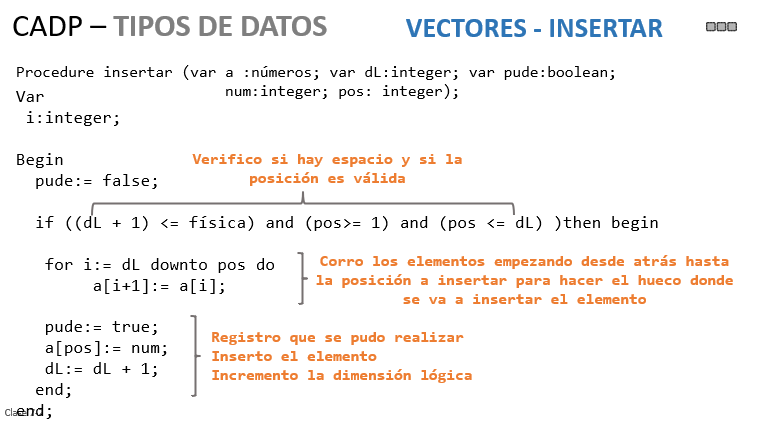 CADP – TIPOS DE DATOS
VECTORES - INSERTAR
Procedure insertar (var a :números; var dL:integer; var pude:boolean;
num:integer; pos: integer);
Var
i:integer;
Begin
Verifico si hay espacio y si la
posición es válida
pude:= false;
if ((dL + 1) <= física) and (pos>= 1) and (pos <= dL) )then begin
for i:= dL downto pos do
a[i+1]:= a[i];
Corro los elementos empezando desde atrás hasta
la posición a insertar para hacer el hueco donde
se va a insertar el elemento
pude:= true;
a[pos]:= num;
dL:= dL + 1;
Registro que se pudo realizar
Inserto el elemento
Incremento la dimensión lógica
end;
end;